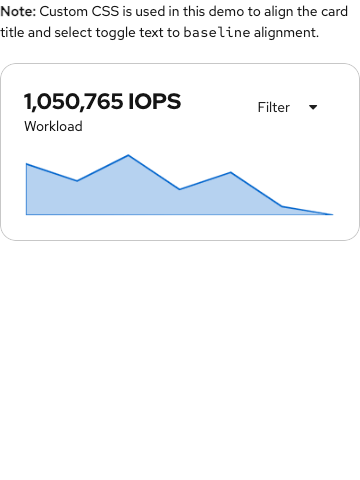 Note: Custom CSS is used in this demo to align the card
title and select toggle text to baseline alignment.
1,050,765 IOPS
Filter
Workload